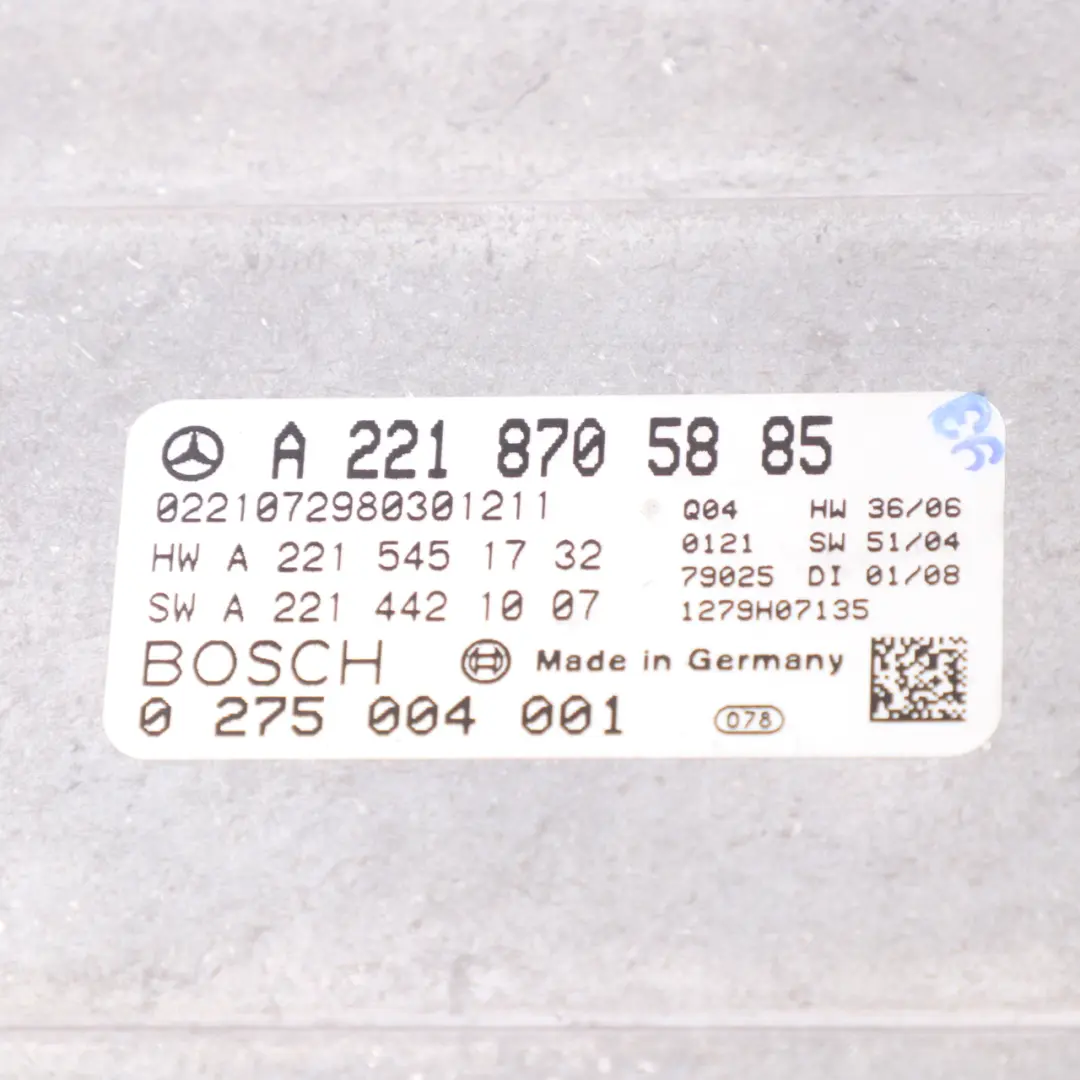 A 221 870 58 85
0221072980301211
HW A 221 545 17 32
SW A 221 442 10 07
Q04 HW 36/06
0121 SW 51/04
79025 DI 01/08
1279H07135
BOSCH Made in Germany
0 275 004 001 078